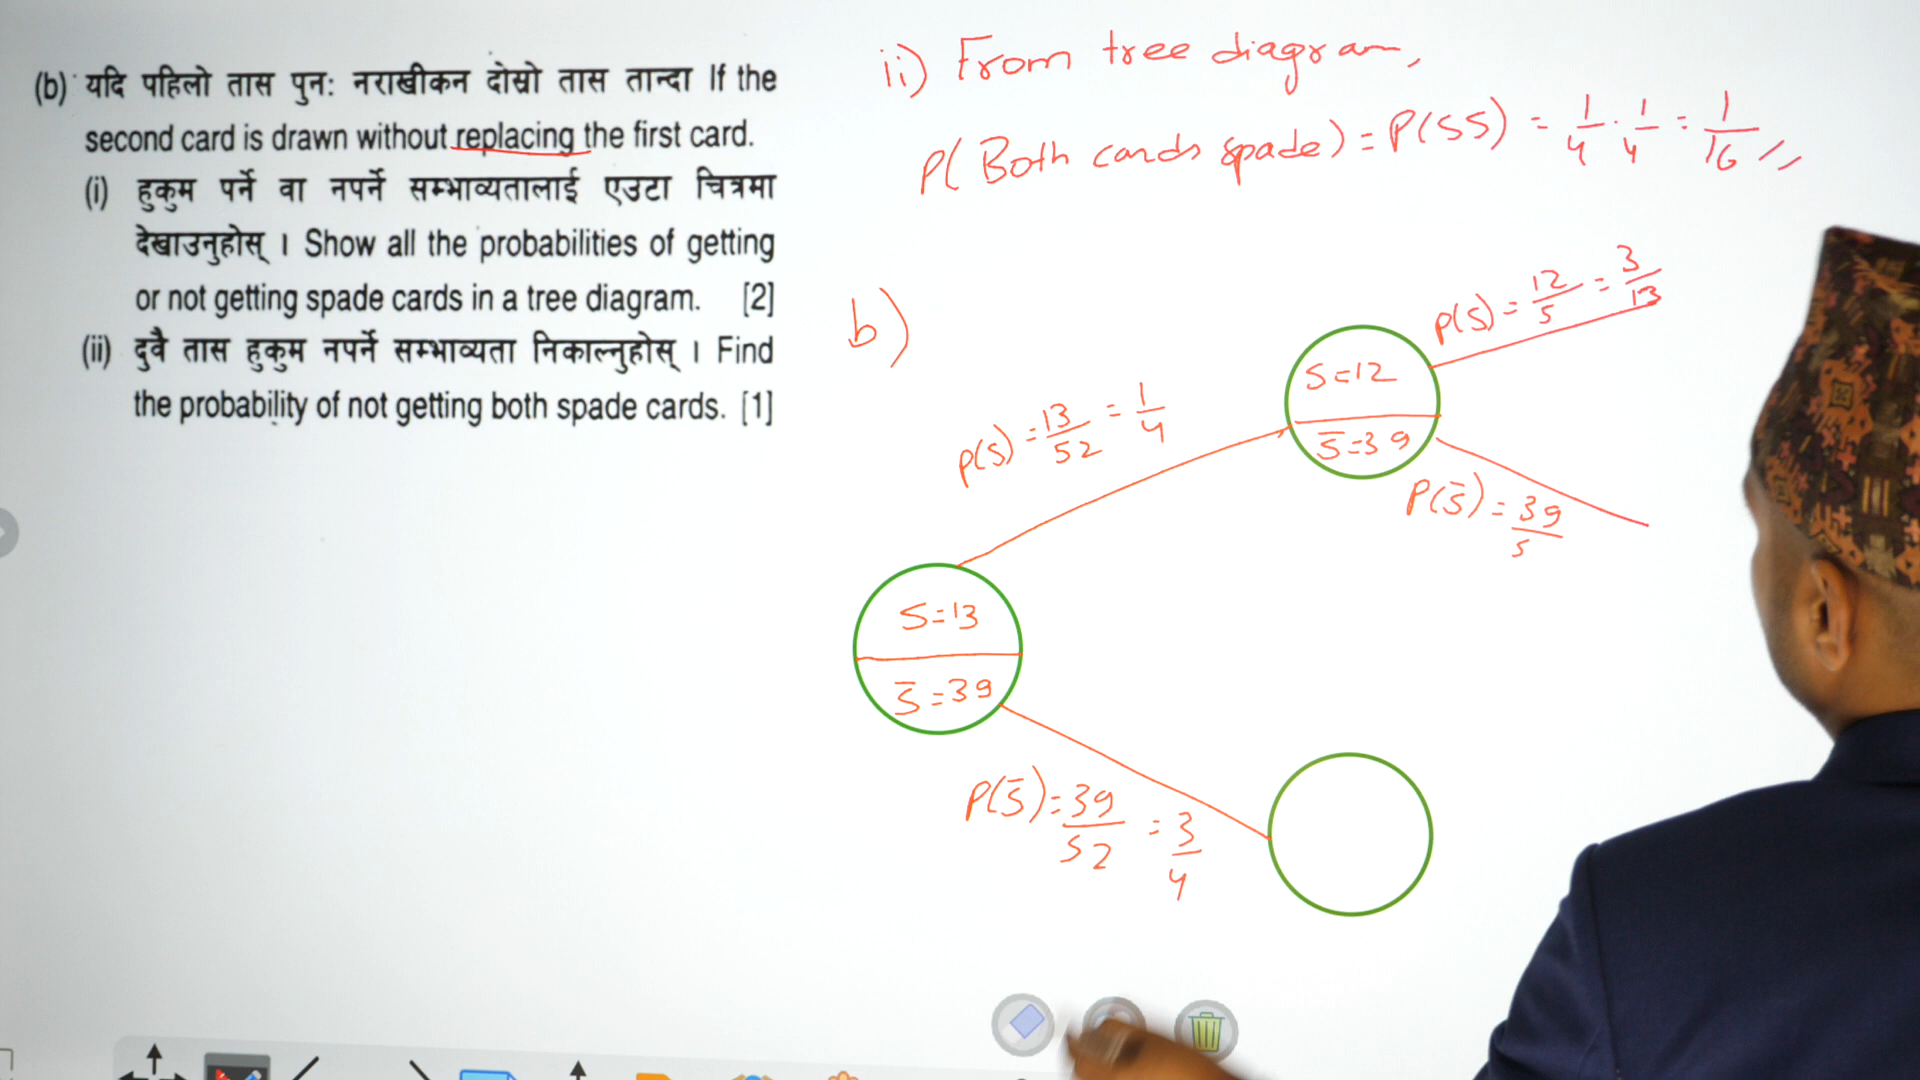 (b) यदि पहिलो तास पुन: नराखीकन दोस्रो तास तान्दा If the
second card is drawn without replacing the first card.
(i) हुकुम पर्ने वा नपर्ने सम्भाव्यतालाई एउटा चित्रमा
देखाउनुहोस् । Show all the probabilities of getting
or not getting spade cards in a tree diagram. [2]
(ii) दुवै तास हुकुम नपर्ने सम्भाव्यता निकाल्नुहोस् । Find
the probability of not getting both spade cards. [1]
ii) From tree diagram,
P( Both cards spade) = P(SS) = 1/4 . 1/4 = 1/16 //
b)
P(S) = 12/5 = 3/13
S=12
S̅=39
P(S) = 13/52 = 1/4
P(S̅) = 39/5
S=13
S̅=39
P(S̅) = 39/52 = 3/4